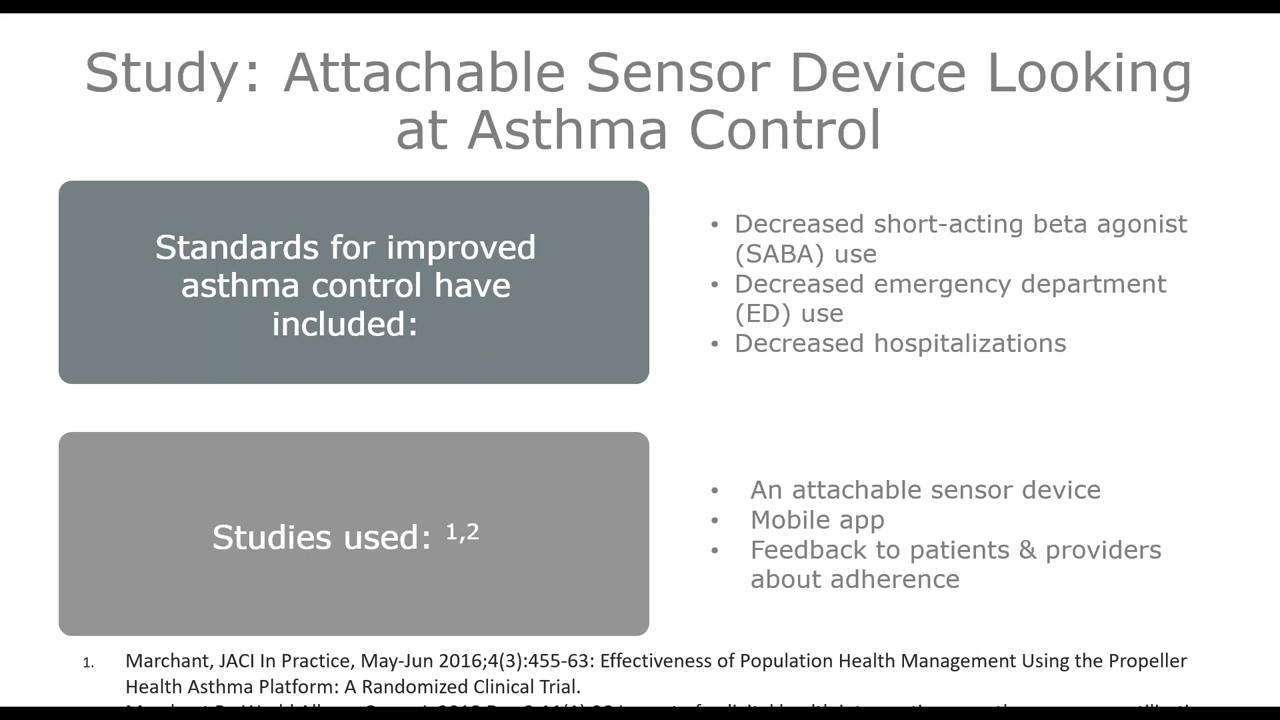 Study: Attachable Sensor Device Looking
at Asthma Control
Standards for improved
asthma control have
included:
• Decreased short-acting beta agonist
(SABA) use
• Decreased emergency department
(ED) use
• Decreased hospitalizations
Studies used: 1,2
• An attachable sensor device
• Mobile app
• Feedback to patients & providers
about adherence
1. Marchant, JACI In Practice, May-Jun 2016;4(3):455-63: Effectiveness of Population Health Management Using the Propeller
Health Asthma Platform: A Randomized Clinical Trial.